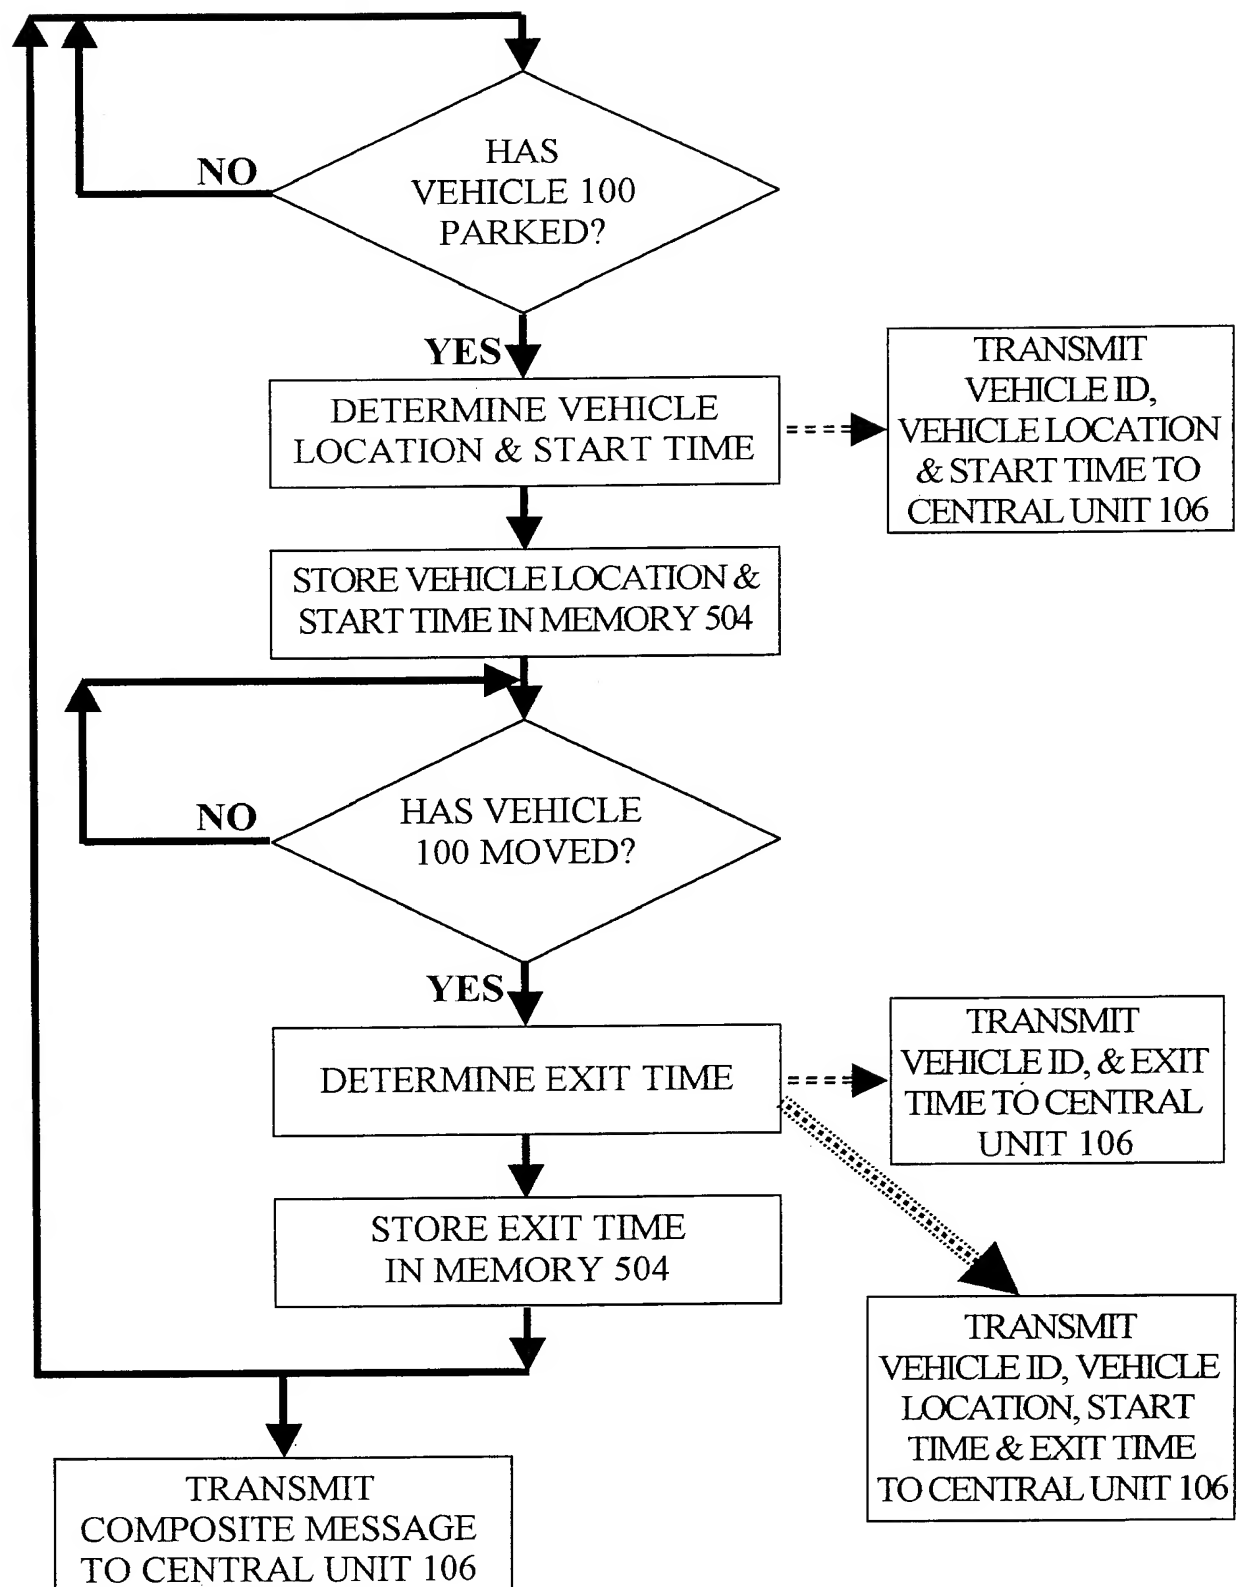 HAS
VEHICLE 100
PARKED?
NO
YES
DETERMINE VEHICLE
LOCATION & START TIME
TRANSMIT
VEHICLE ID,
VEHICLE LOCATION
& START TIME TO
CENTRAL UNIT 106
STORE VEHICLE LOCATION &
START TIME IN MEMORY 504
NO
HAS VEHICLE
100 MOVED?
YES
DETERMINE EXIT TIME
TRANSMIT
VEHICLE ID, & EXIT
TIME TO CENTRAL
UNIT 106
STORE EXIT TIME
IN MEMORY 504
TRANSMIT
VEHICLE ID, VEHICLE
LOCATION, START
TIME & EXIT TIME
TO CENTRAL UNIT 106
TRANSMIT
COMPOSITE MESSAGE
TO CENTRAL UNIT 106